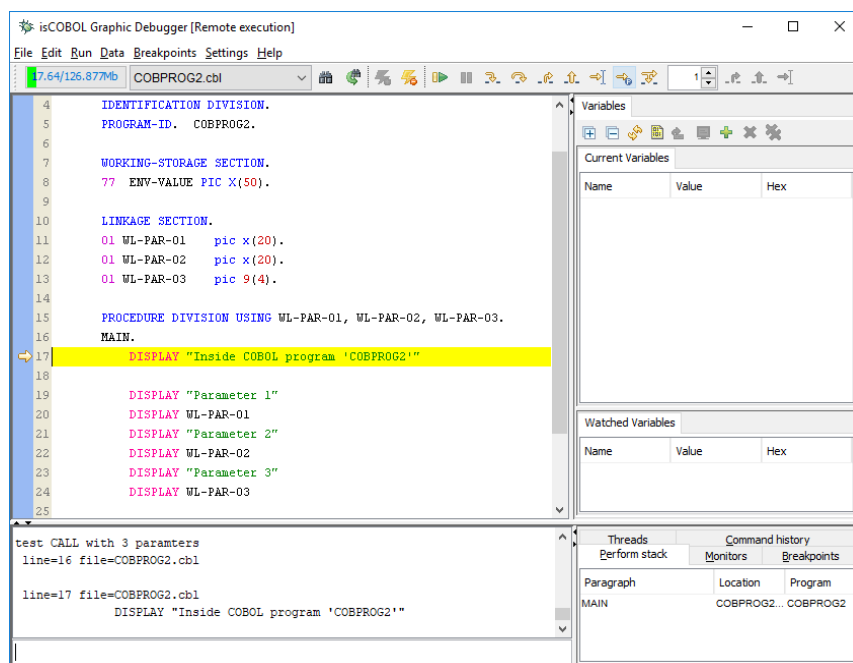 isCOBOL Graphic Debugger [Remote execution]
File Edit Run Data Breakpoints Settings Help
17.64/126.877Mb COBPROG2.cbl 1
4 IDENTIFICATION DIVISION.
5 PROGRAM-ID. COBPROG2.
6
7 WORKING-STORAGE SECTION.
8 77 ENV-VALUE PIC X(50).
9
10 LINKAGE SECTION.
11 01 WL-PAR-01 pic x(20).
12 01 WL-PAR-02 pic x(20).
13 01 WL-PAR-03 pic 9(4).
14
15 PROCEDURE DIVISION USING WL-PAR-01, WL-PAR-02, WL-PAR-03.
16 MAIN.
17 DISPLAY "Inside COBOL program 'COBPROG2'"
18
19 DISPLAY "Parameter 1"
20 DISPLAY WL-PAR-01
21 DISPLAY "Parameter 2"
22 DISPLAY WL-PAR-02
23 DISPLAY "Parameter 3"
24 DISPLAY WL-PAR-03
25
Variables
Current Variables
Name Value Hex
Watched Variables
Name Value Hex
test CALL with 3 paramters
line=16 file=COBPROG2.cbl
line=17 file=COBPROG2.cbl
DISPLAY "Inside COBOL program 'COBPROG2'"
Threads Command history
Perform stack Monitors Breakpoints
Paragraph Location Program
MAIN COBPROG2... COBPROG2